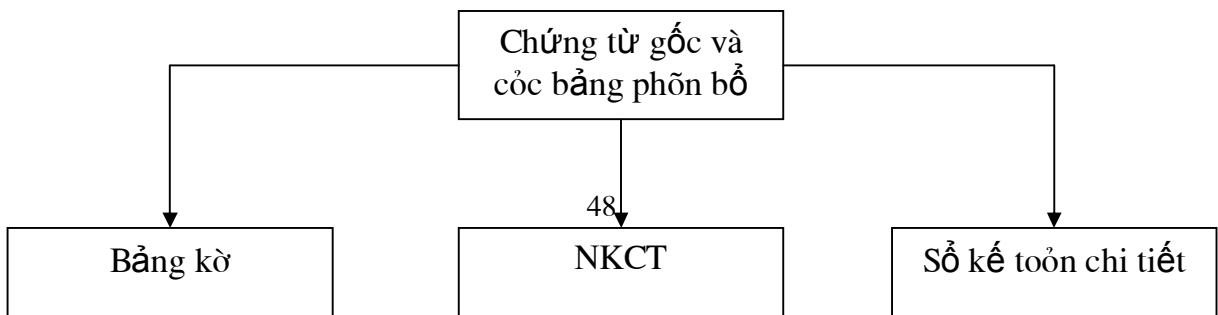 Chứng từ gốc và
cỏc bảng phõn bổ
48
Bảng kờ
NKCT
Sổ kế toỏn chi tiết